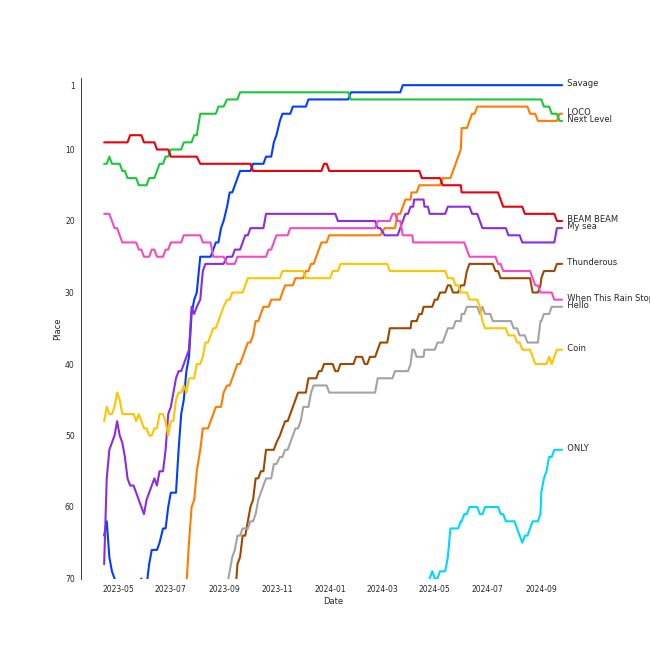 1
10
20
30
40
50
60
70
Place
2023-05
2023-07
2023-09
2023-11
2024-01
2024-03
2024-05
2024-07
2024-09
Date
Savage
LOCO
Next Level
BEAM BEAM
My sea
Thunderous
When This Rain Stop
Hello
Coin
ONLY